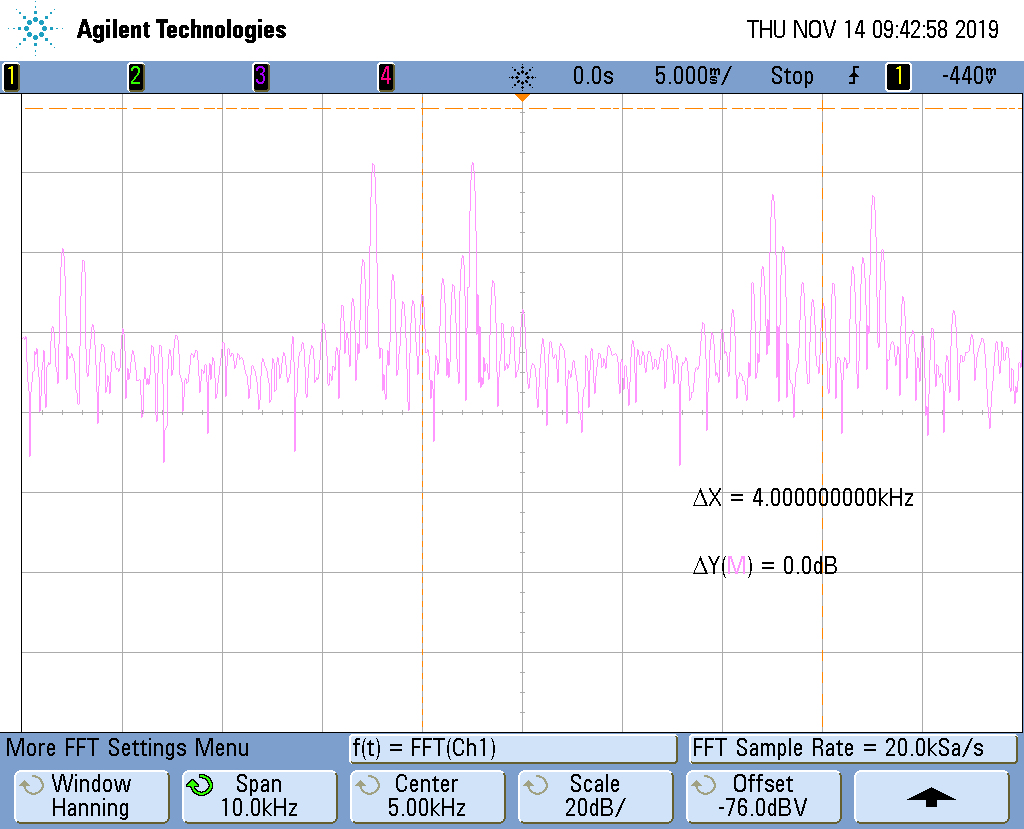 Agilent Technologies THU NOV 14 09:42:58 2019
1 2 3 4 0.0s 5.000ms/ Stop 1 -440mV
ΔX = 4.000000000kHz
ΔY(M) = 0.0dB
More FFT Settings Menu f(t) = FFT(Ch1) FFT Sample Rate = 20.0kSa/s
Window Span Center Scale Offset
Hanning 10.0kHz 5.00kHz 20dB/ -76.0dBV